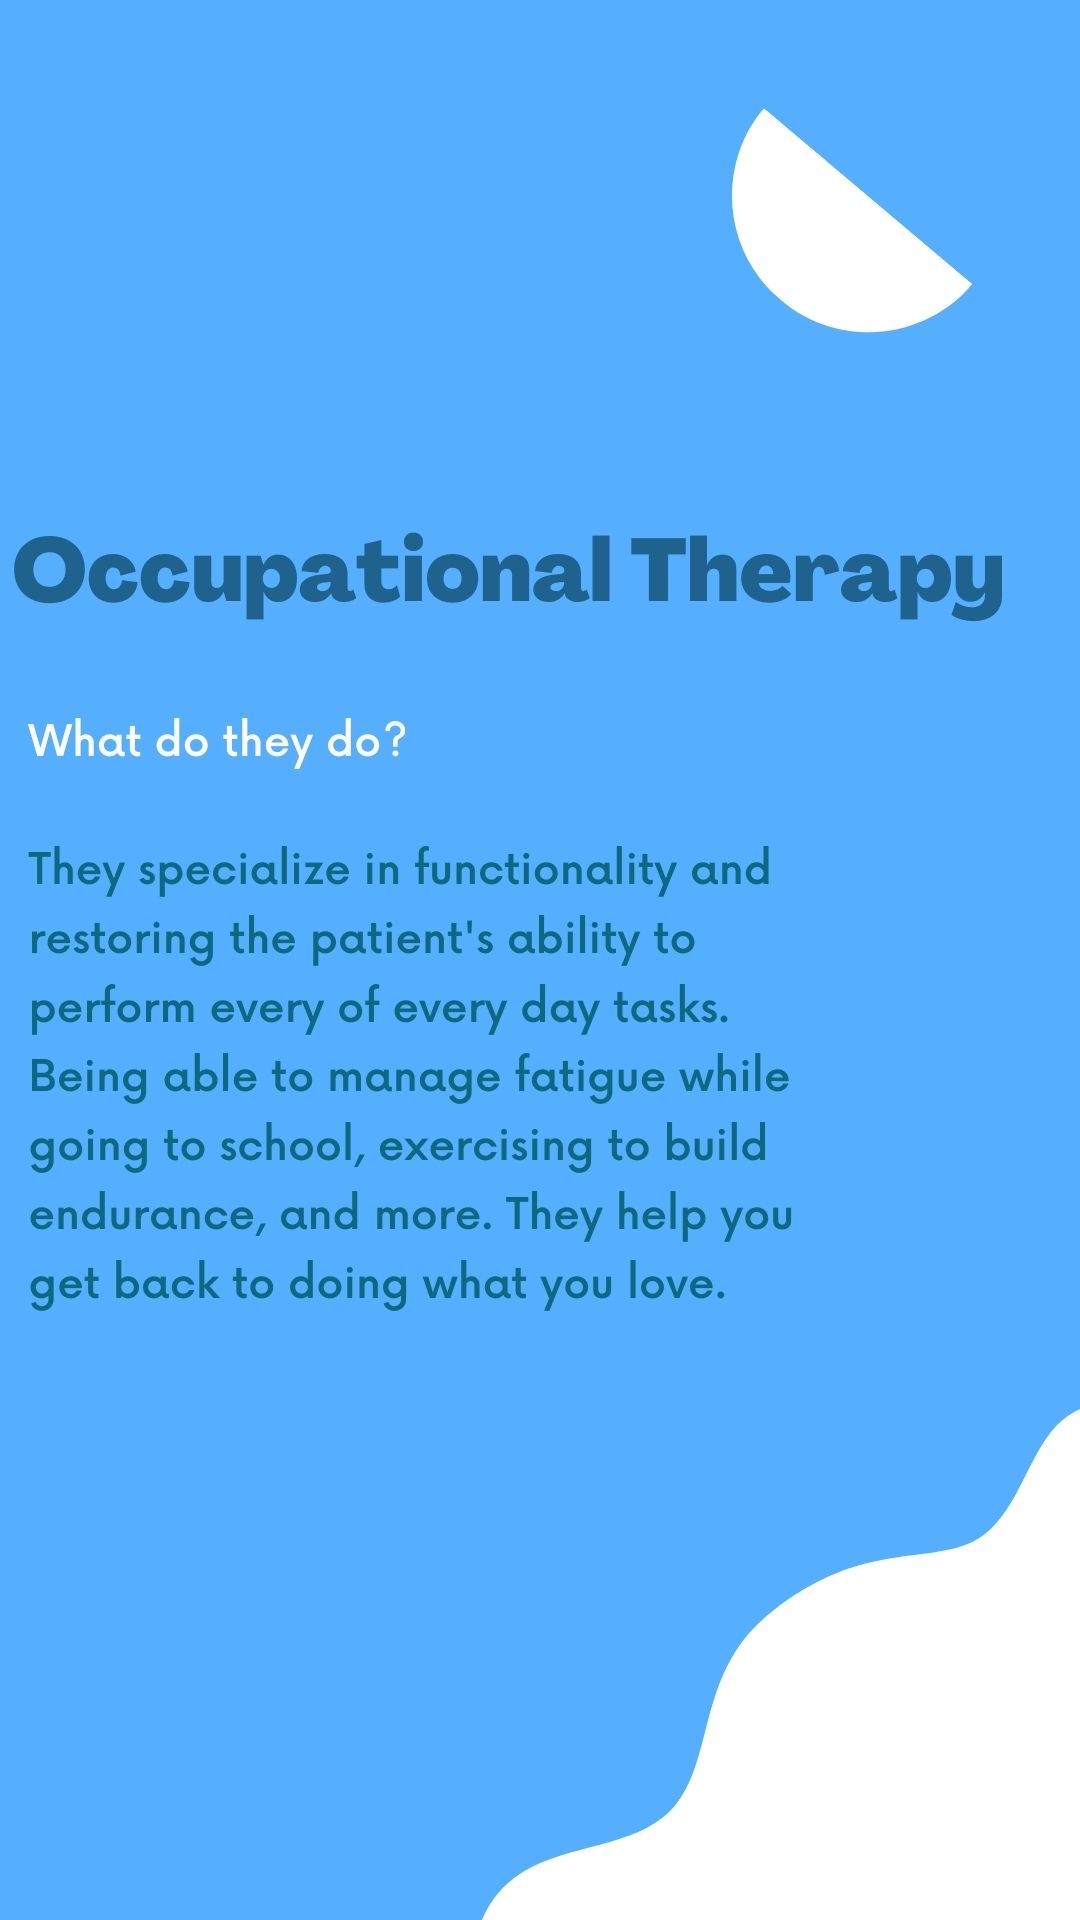 Occupational Therapy
What do they do?
They specialize in functionality and
restoring the patient's ability to
perform every of every day tasks.
Being able to manage fatigue while
going to school, exercising to build
endurance, and more. They help you
get back to doing what you love.